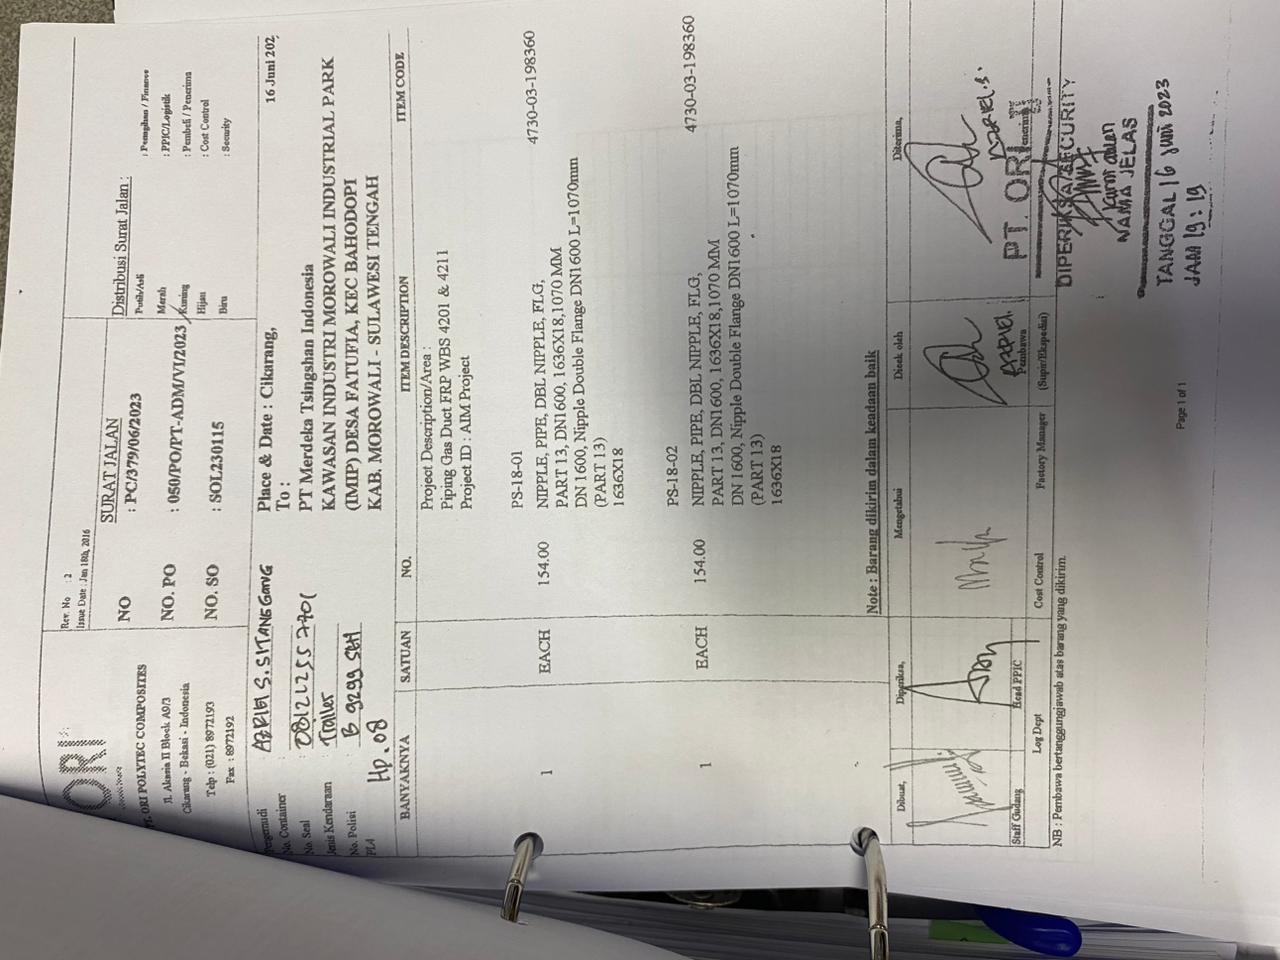 ORI
PT. ORI POLYTEC COMPOSITES
Jl. Akasia II Block A9/3
Cikarang - Bekasi - Indonesia
Telp : (021) 8972193
Fax : 8972192
Rev. No : 2
Issue Date : Jan 18th, 2016
SURAT JALAN
NO : PC/379/06/2023
NO. PO : 050/PO/PT-ADM/VI/2023
NO. SO : SOL230115
Distribusi Surat Jalan :
Putih/Asli : Penagihan / Finance
Merah : PPIC/Logistik
Kuning : Pembeli / Penerima
Hijau : Cost Control
Biru : Security
Pengemudi : AZRIEL S. SITANGGANG
No. Container :
No. Seal : 081212557701
Jenis Kendaraan Trailer
No. Polisi B 9299 SEH
PLA Hp. 08
Place & Date : Cikarang, 16 Juni 202
To :
PT Merdeka Tsingshan Indonesia
KAWASAN INDUSTRI MOROWALI INDUSTRIAL PARK
(IMIP) DESA FATUFIA, KEC BAHODOPI
KAB. MOROWALI - SULAWESI TENGAH
BANYAKNYA SATUAN NO. ITEM DESCRIPTION ITEM CODE
Project Description/Area :
Piping Gas Duct FRP WBS 4201 & 4211
Project ID : AIM Project
PS-18-01
1 EACH 154.00 NIPPLE, PIPE, DBL NIPPLE, FLG, 4730-03-198360
PART 13, DN1600, 1636X18,1070 MM
DN 1600, Nipple Double Flange DN1600 L=1070mm
(PART 13)
1636X18
PS-18-02
1 EACH 154.00 NIPPLE, PIPE, DBL NIPPLE, FLG, 4730-03-198360
PART 13, DN1600, 1636X18,1070 MM
DN 1600, Nipple Double Flange DN1600 L=1070mm
(PART 13)
1636X18
Note : Barang dikirim dalam keadaan baik
Dibuat, Diperiksa, Mengetahui Dicek oleh Diterima,
Staff Gudang Head PPIC Pembawa Penerima
Log Dept Cost Control Factory Manager (Supir/Ekspedisi)
NB : Pembawa bertanggungjawab atas barang yang dikirim.
PT. ORI
DIPERIKSA SECURITY
NAMA JELAS
TANGGAL 16 Juni 2023
JAM 19:19
Page 1 of 1